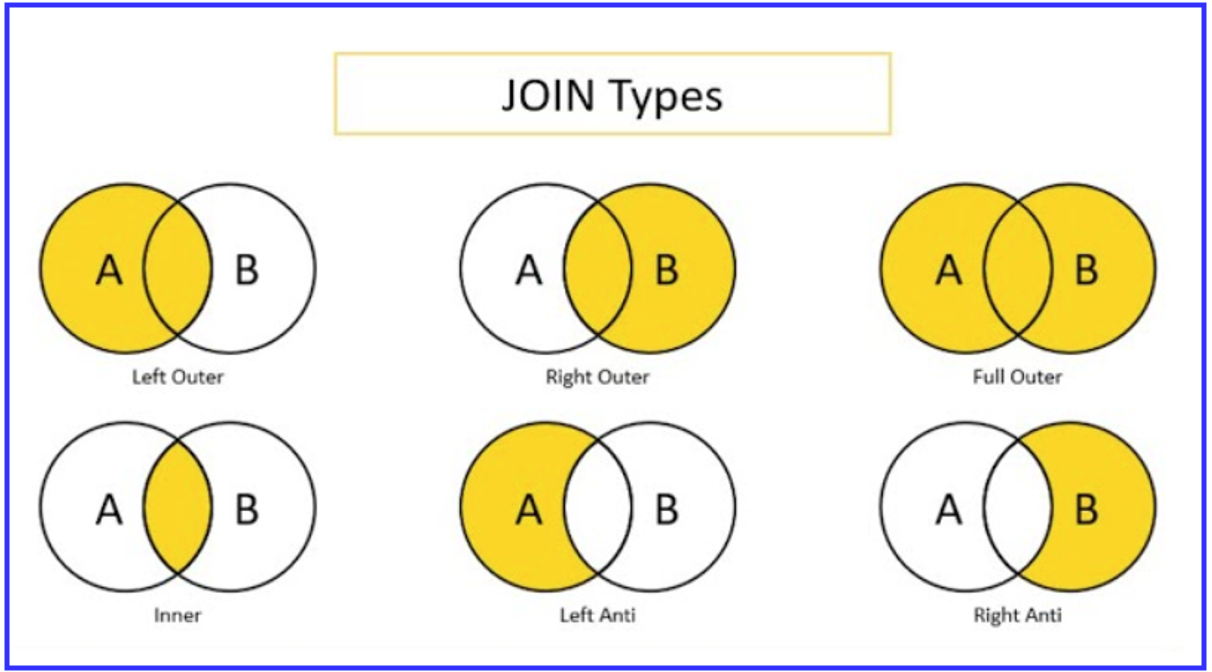 JOIN Types
A B
A B
A B
Left Outer
Right Outer
Full Outer
A B
A B
A B
Inner
Left Anti
Right Anti